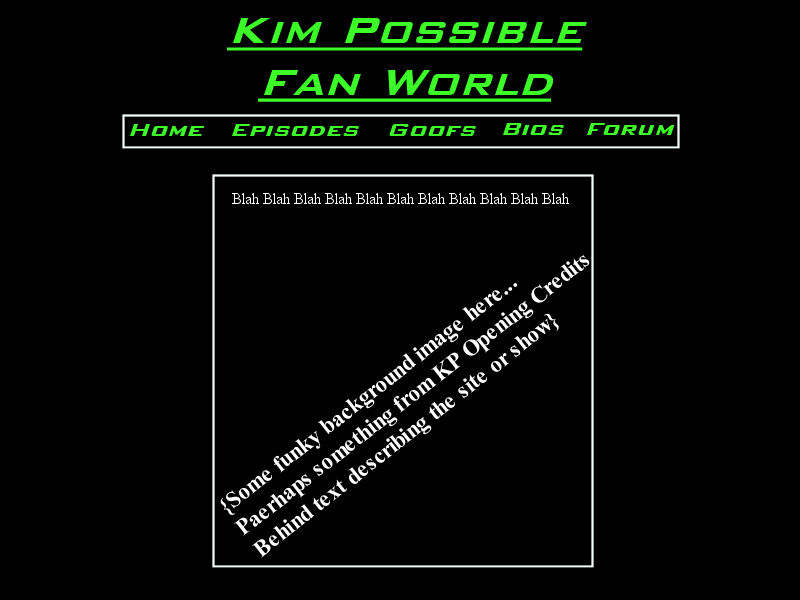 Kim Possible
Fan World
Home Episodes Goofs Bios Forum
Blah Blah Blah Blah Blah Blah Blah Blah Blah Blah Blah
{Some funky background image here...
Paerhaps something from KP Opening Credits
Behind text describing the site or show}